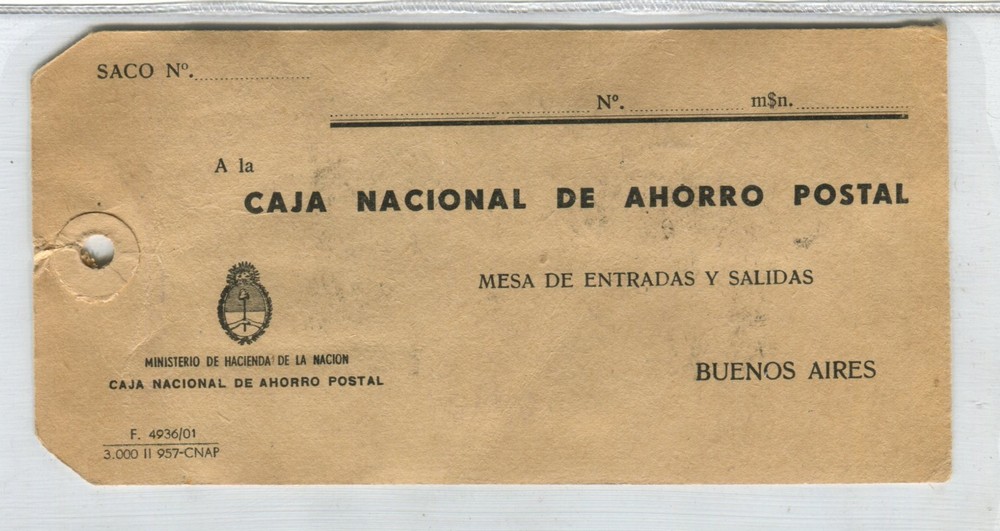 SACO Nº.
Nº. m$n.
A la
CAJA NACIONAL DE AHORRO POSTAL
MESA DE ENTRADAS Y SALIDAS
MINISTERIO DE HACIENDA DE LA NACION
CAJA NACIONAL DE AHORRO POSTAL
BUENOS AIRES
F. 4936/01
3.000 II 957-CNAP